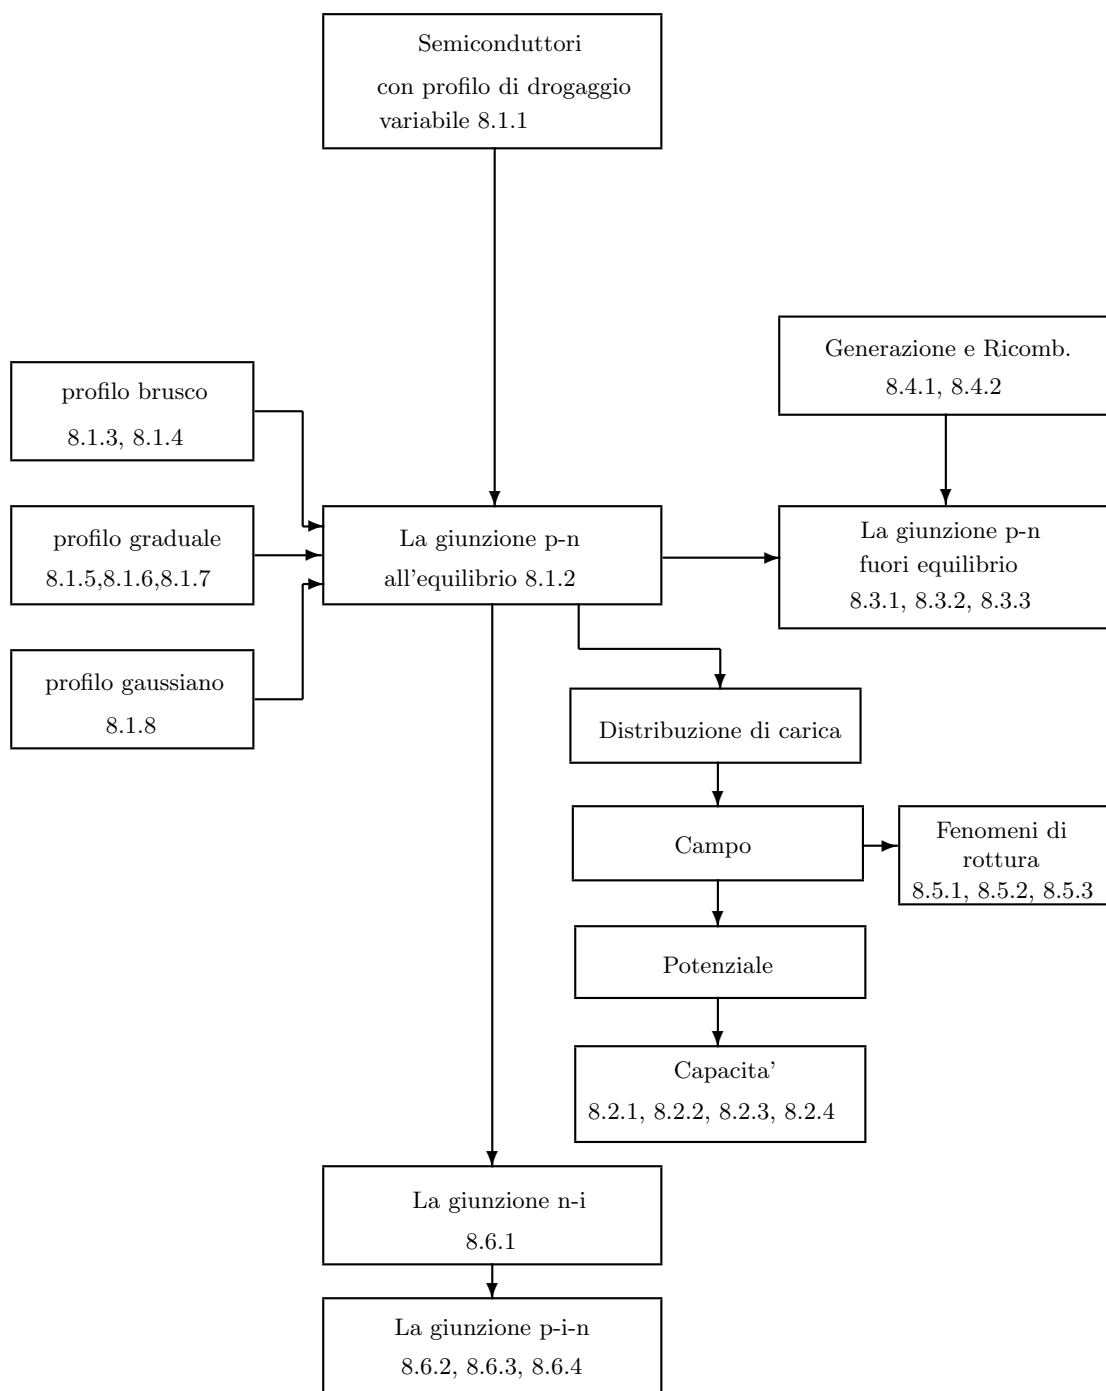 Semiconduttori
con profilo di drogaggio
variabile 8.1.1
Generazione e Ricomb.
8.4.1, 8.4.2
profilo brusco
8.1.3, 8.1.4
profilo graduale
8.1.5,8.1.6,8.1.7
profilo gaussiano
8.1.8
La giunzione p-n
all'equilibrio 8.1.2
La giunzione p-n
fuori equilibrio
8.3.1, 8.3.2, 8.3.3
Distribuzione di carica
Campo
Fenomeni di
rottura
8.5.1, 8.5.2, 8.5.3
Potenziale
Capacita'
8.2.1, 8.2.2, 8.2.3, 8.2.4
La giunzione n-i
8.6.1
La giunzione p-i-n
8.6.2, 8.6.3, 8.6.4